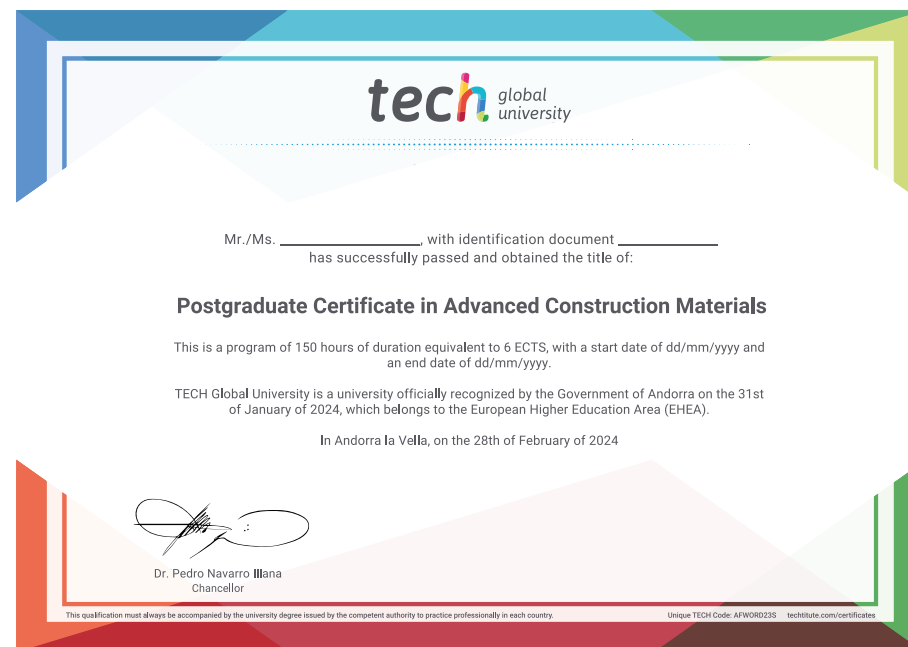 tech global
university
Mr./Ms. ____________, with identification document ____________
has successfully passed and obtained the title of:
Postgraduate Certificate in Advanced Construction Materials
This is a program of 150 hours of duration equivalent to 6 ECTS, with a start date of dd/mm/yyyy and
an end date of dd/mm/yyyy.
TECH Global University is a university officially recognized by the Government of Andorra on the 31st
of January of 2024, which belongs to the European Higher Education Area (EHEA).
In Andorra la Vella, on the 28th of February of 2024
Dr. Pedro Navarro Illana
Chancellor
This qualification must always be accompanied by the university degree issued by the competent authority to practice professionally in each country.
Unique TECH Code: AFWORD23S techtitute.com/certificates